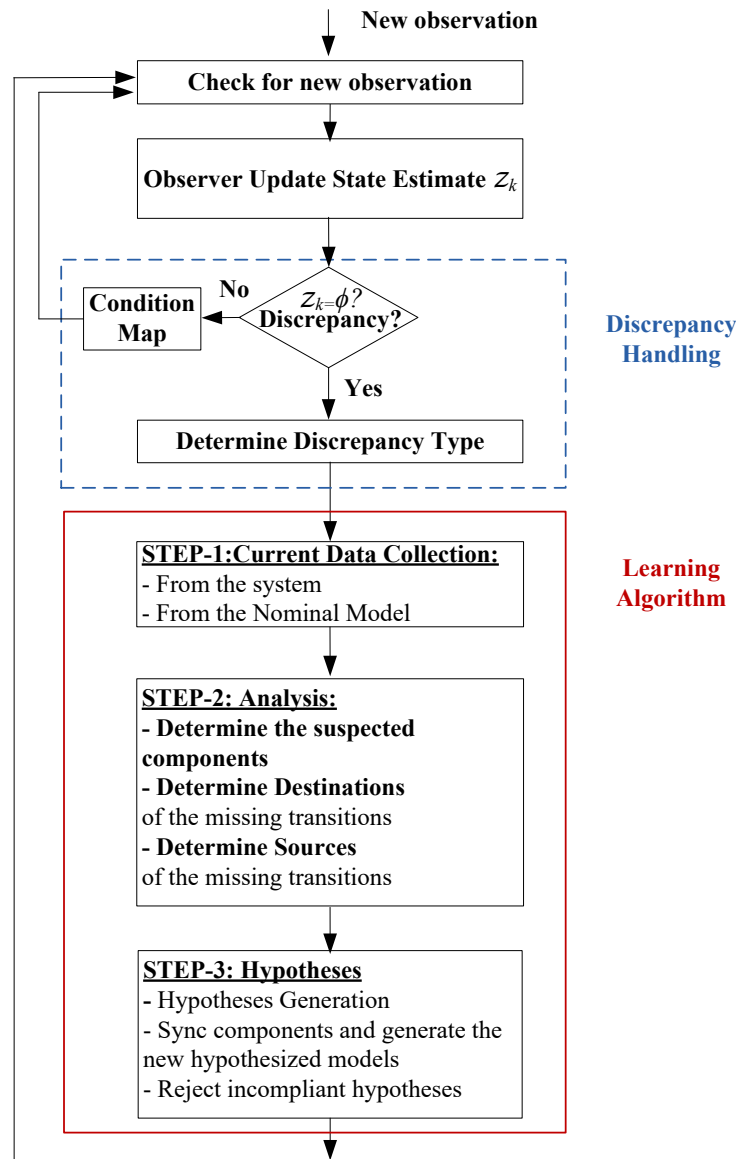 New observation
Check for new observation
Observer Update State Estimate z_k
z_k=ϕ?
Discrepancy?
No
Condition
Map
Yes
Determine Discrepancy Type
Discrepancy
Handling
STEP-1:Current Data Collection:
- From the system
- From the Nominal Model
Learning
Algorithm
STEP-2: Analysis:
- Determine the suspected
components
- Determine Destinations
of the missing transitions
- Determine Sources
of the missing transitions
STEP-3: Hypotheses
- Hypotheses Generation
- Sync components and generate the
new hypothesized models
- Reject incompliant hypotheses